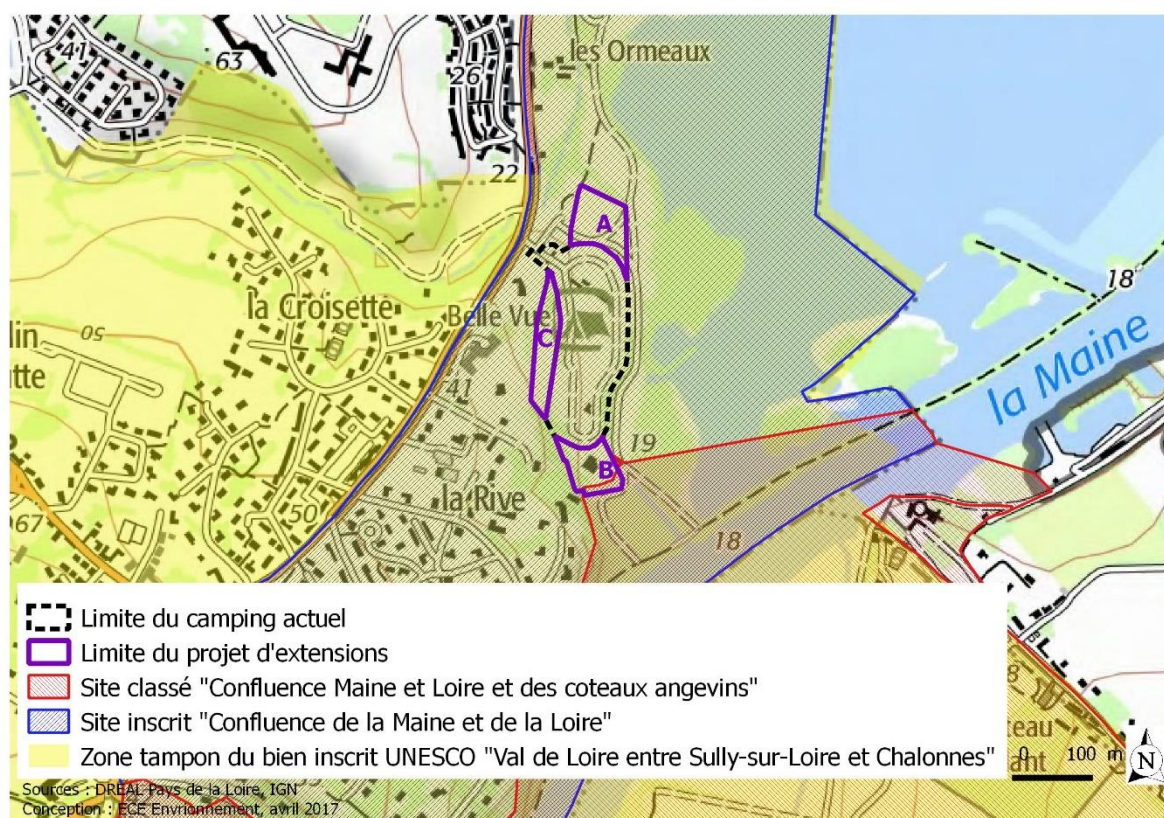 les Ormeaux
41
63
26
22
A
18
la Croisette
Belle Vue
C
lin
50
tte
la Maine
41
19
B
la Rive
67
50
18
Limite du camping actuel
Limite du projet d'extensions
Site classé "Confluence Maine et Loire et des coteaux angevins"
Site inscrit "Confluence de la Maine et de la Loire"
Zone tampon du bien inscrit UNESCO "Val de Loire entre Sully-sur-Loire et Chalonnes"
teau
ant
0 100 m
N
Sources : DREAL Pays de la Loire, IGN
Conception : ECE Envrionnement, avril 2017